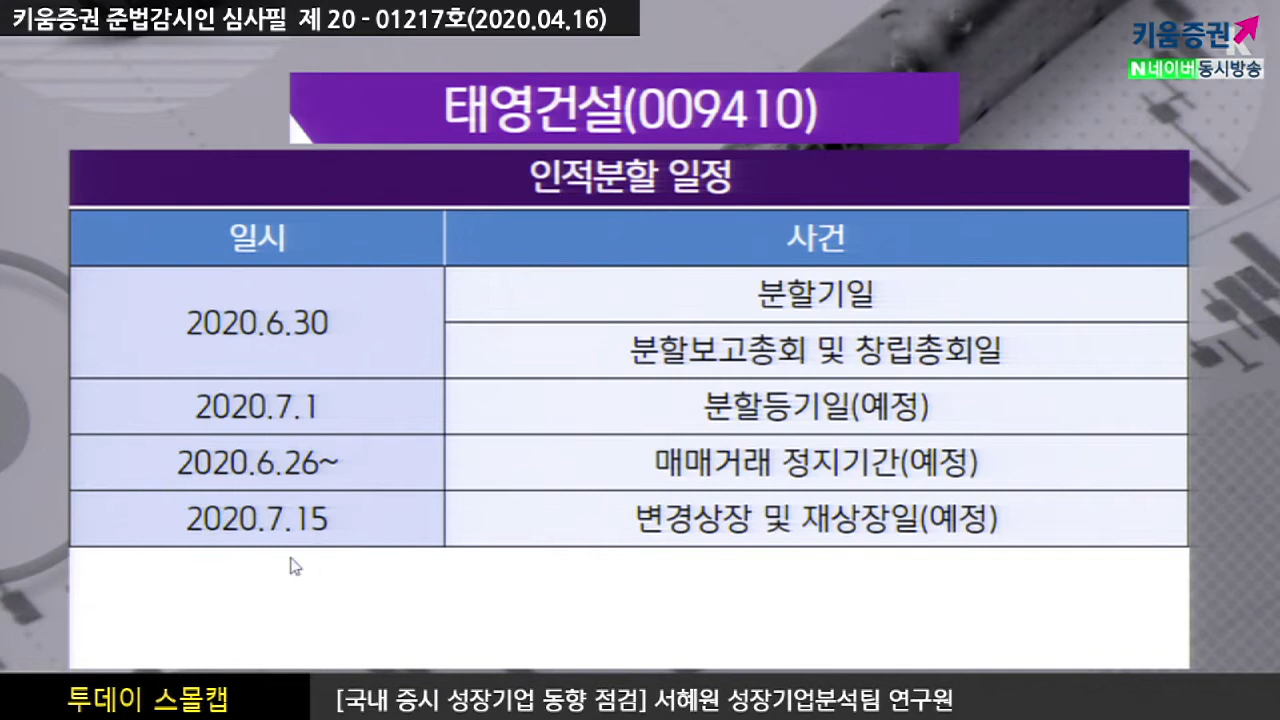 키움증권 준법감시인 심사필 제 20 - 01217호(2020.04.16)
키움증권
N 네이버 동시방송
태영건설(009410)
인적분할 일정
일시 사건
2020.6.30 분할기일
분할보고총회 및 창립총회일
2020.7.1 분할등기일(예정)
2020.6.26~ 매매거래 정지기간(예정)
2020.7.15 변경상장 및 재상장일(예정)
투데이 스몰캡 [국내 증시 성장기업 동향 점검] 서혜원 성장기업분석팀 연구원